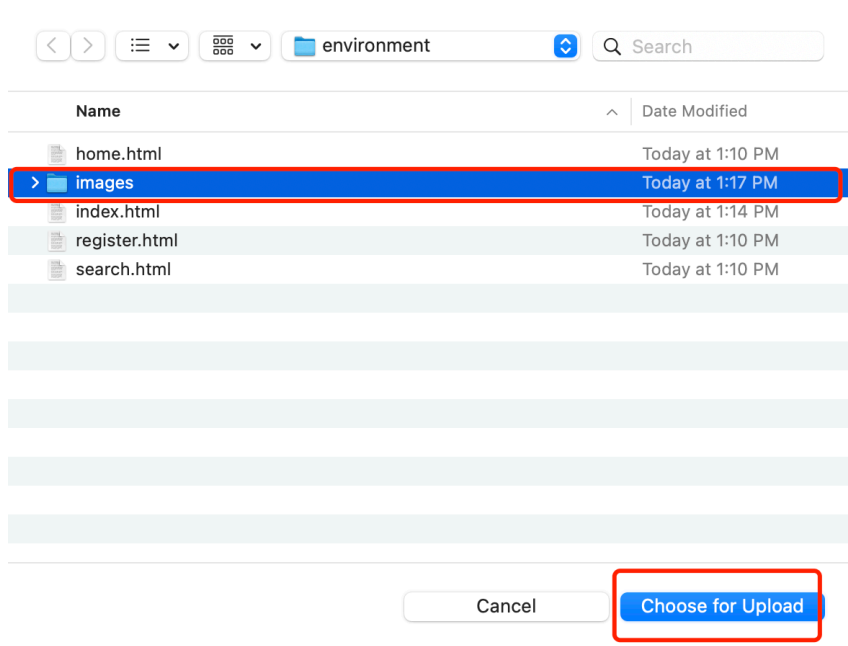 environment Search
Name Date Modified
home.html Today at 1:10 PM
images Today at 1:17 PM
index.html Today at 1:14 PM
register.html Today at 1:10 PM
search.html Today at 1:10 PM
Cancel Choose for Upload